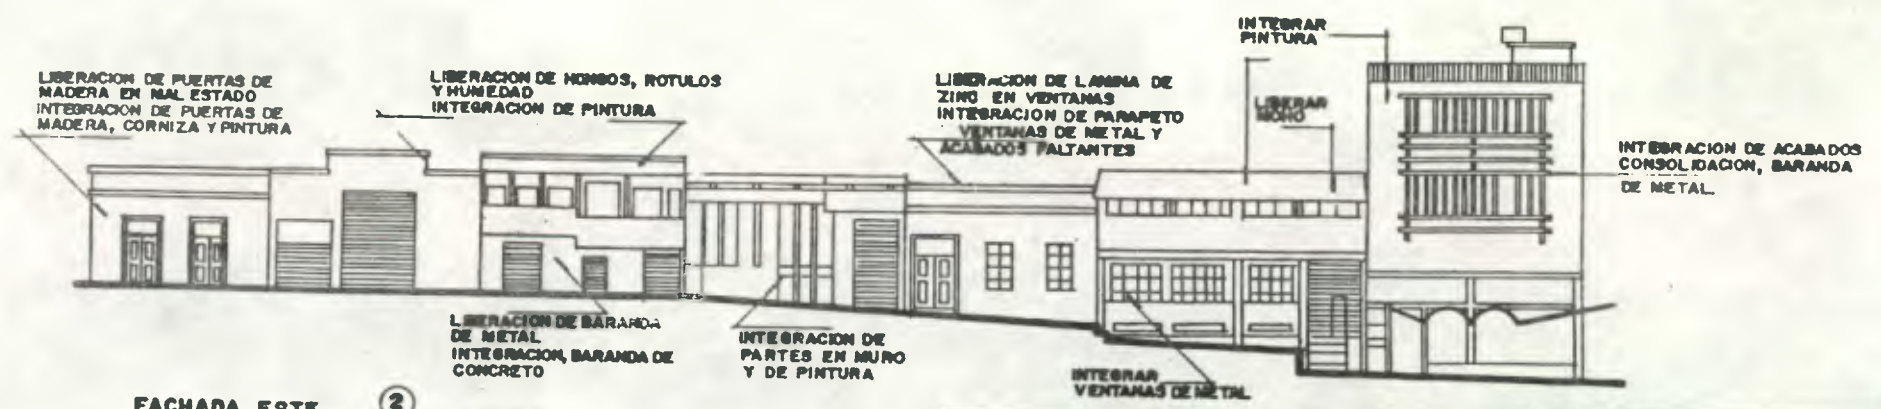 LIBERACION DE PUERTAS DE
MADERA EN MAL ESTADO
INTEGRACION DE PUERTAS DE
MADERA, CORNIZA Y PINTURA
LIBERACION DE HONGOS, ROTULOS
Y HUMEDAD
INTEGRACION DE PINTURA
LIBERACION DE LAMINA DE
ZINC EN VENTANAS
INTEGRACION DE PARAPETO
VENTANAS DE METAL Y
ACABADOS FALTANTES
INTEGRAR
PINTURA
LIBERAR
MOHO
INTEGRACION DE ACABADOS
CONSOLIDACION, BARANDA
DE METAL
LIBERACION DE BARANDA
DE METAL
INTEGRACION, BARANDA DE
CONCRETO
INTEGRACION DE
PARTES EN MURO
Y DE PINTURA
INTEGRAR
VENTANAS DE METAL
FACHADA ESTE 2